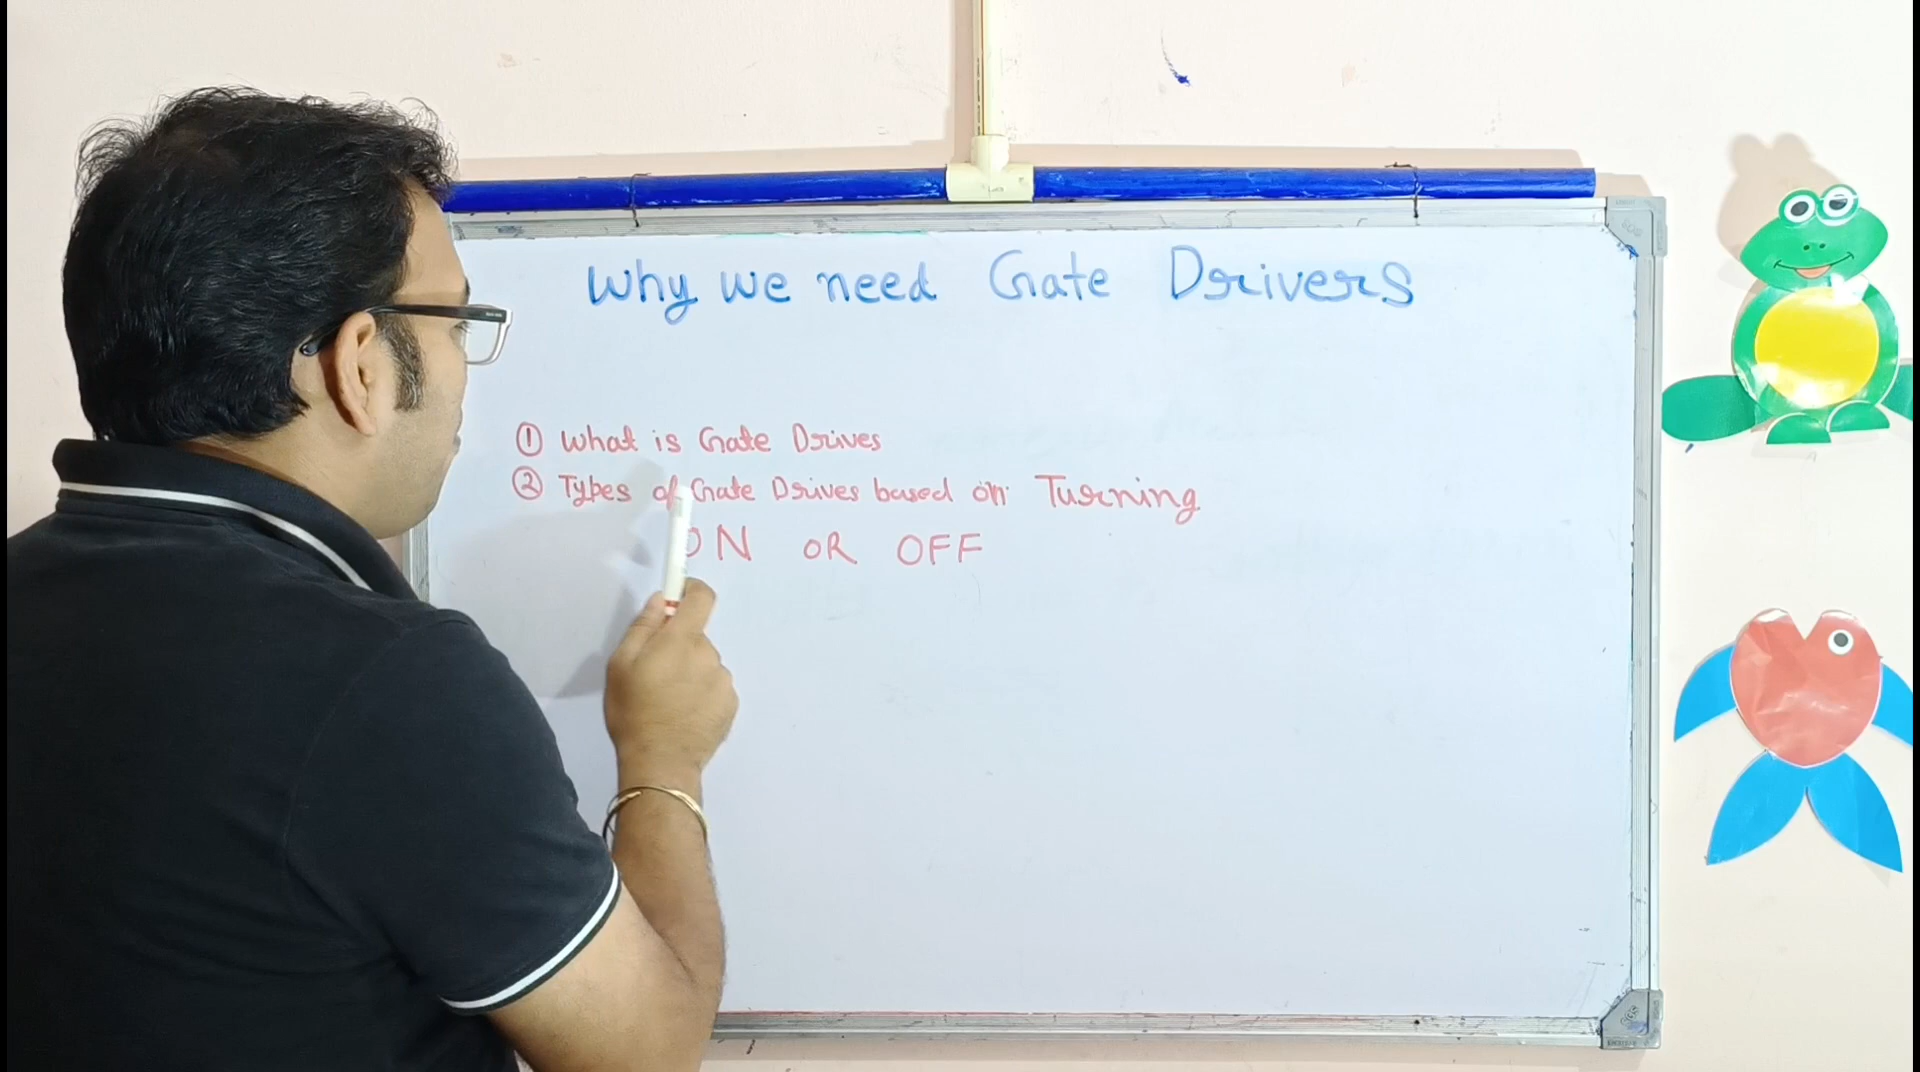 Why we need Gate Drivers
① What is Gate Drives
② Types of Gate Drives based on Turning
ON OR OFF